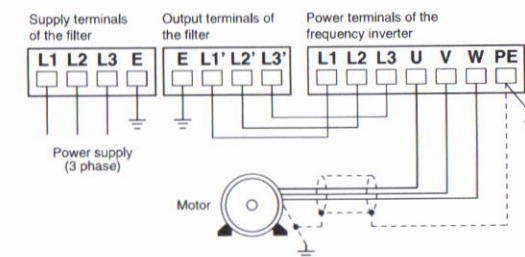 Supply terminals
of the filter
Output terminals of
the filter
Power terminals of the
frequency inverter
L1 L2 L3 E
E L1' L2' L3'
L1 L2 L3 U V W PE
Power supply
(3 phase)
Motor